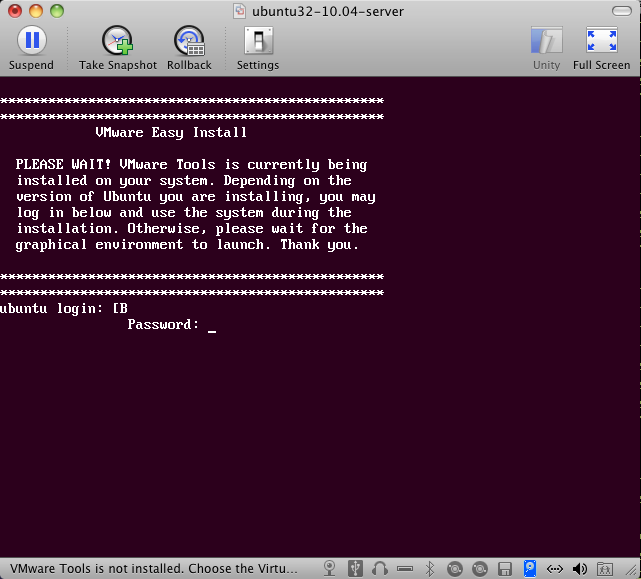 ubuntu32-10.04-server
Suspend
Take Snapshot
Rollback
Settings
Unity
Full Screen
************************************************
************************************************
VMware Easy Install
PLEASE WAIT! VMware Tools is currently being
installed on your system. Depending on the
version of Ubuntu you are installing, you may
log in below and use the system during the
installation. Otherwise, please wait for the
graphical environment to launch. Thank you.
************************************************
************************************************
ubuntu login: [B
Password: _
VMware Tools is not installed. Choose the Virtu...